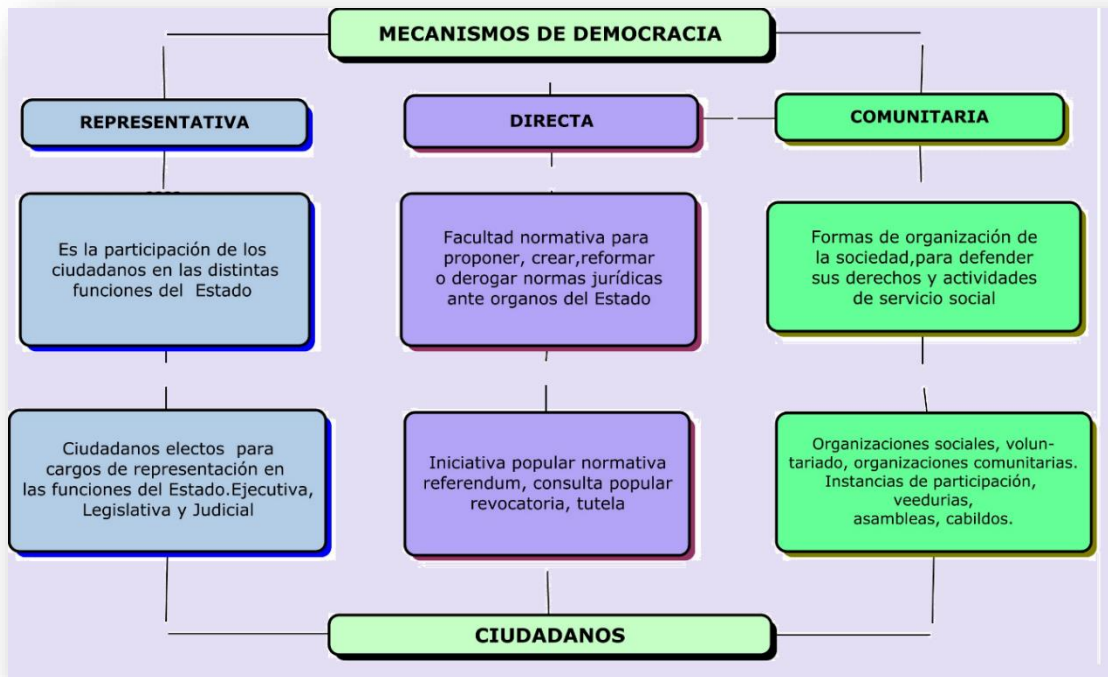 MECANISMOS DE DEMOCRACIA
REPRESENTATIVA
DIRECTA
COMUNITARIA
Es la participación de los
ciudadanos en las distintas
funciones del Estado
Facultad normativa para
proponer, crear,reformar
o derogar normas jurídicas
ante organos del Estado
Formas de organización de
la sociedad,para defender
sus derechos y actividades
de servicio social
Ciudadanos electos para
cargos de representación en
las funciones del Estado.Ejecutiva,
Legislativa y Judicial
Iniciativa popular normativa
referendum, consulta popular
revocatoria, tutela
Organizaciones sociales, volun-
tariado, organizaciones comunitarias.
Instancias de participación,
veedurias,
asambleas, cabildos.
CIUDADANOS